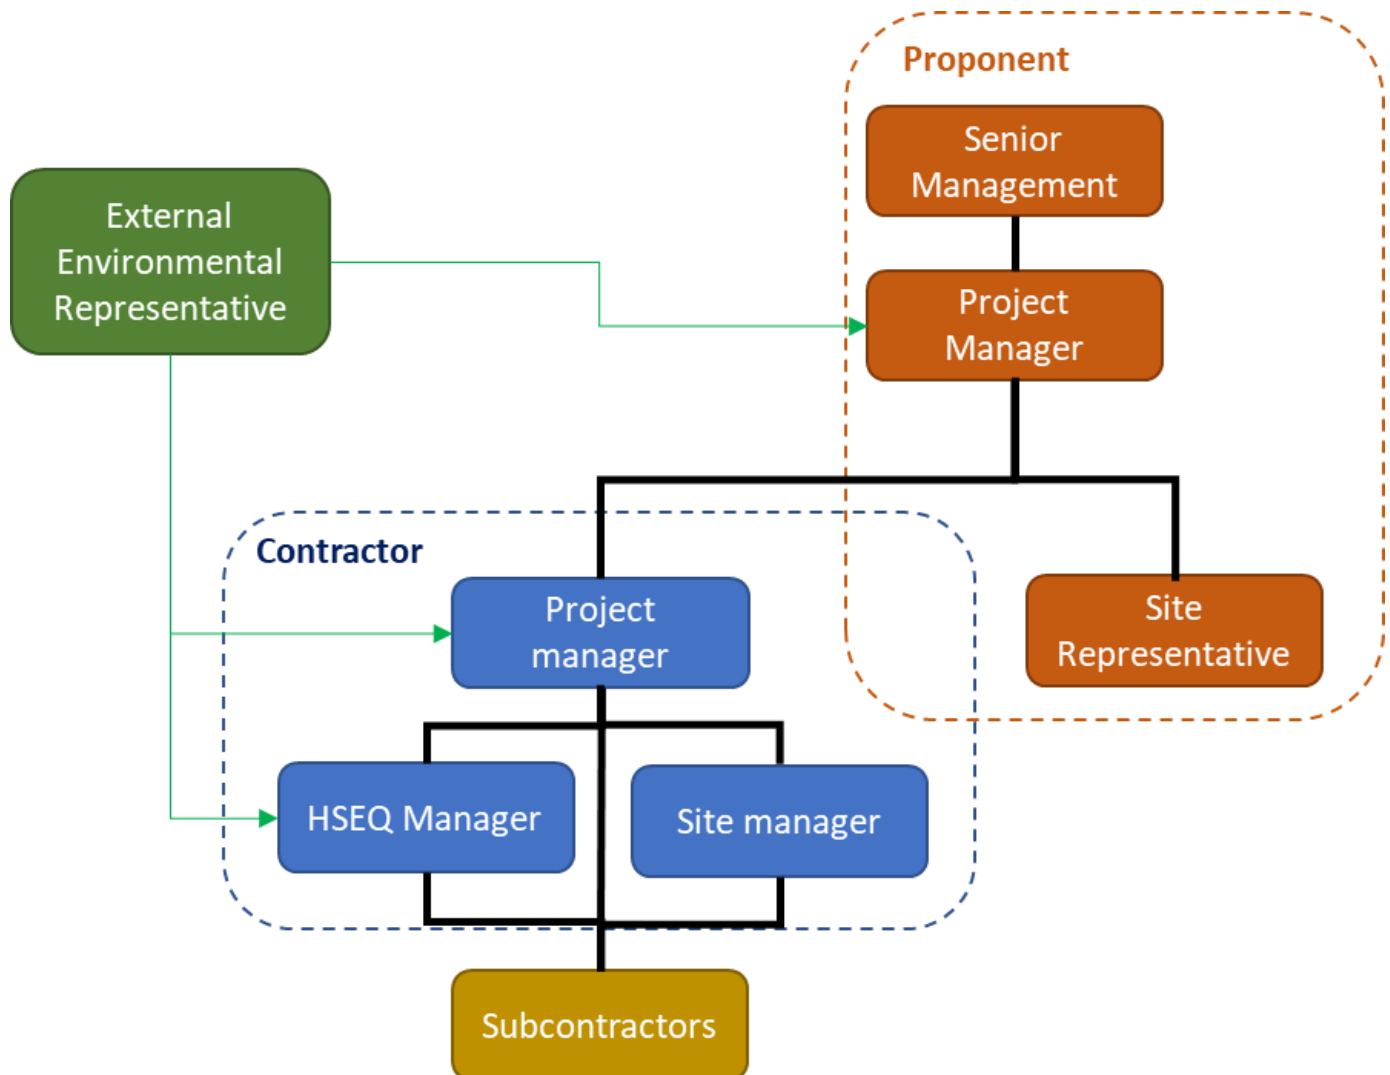 Proponent
Senior
Management
External
Environmental
Representative
Project
Manager
Contractor
Project
manager
Site
Representative
HSEQ Manager
Site manager
Subcontractors